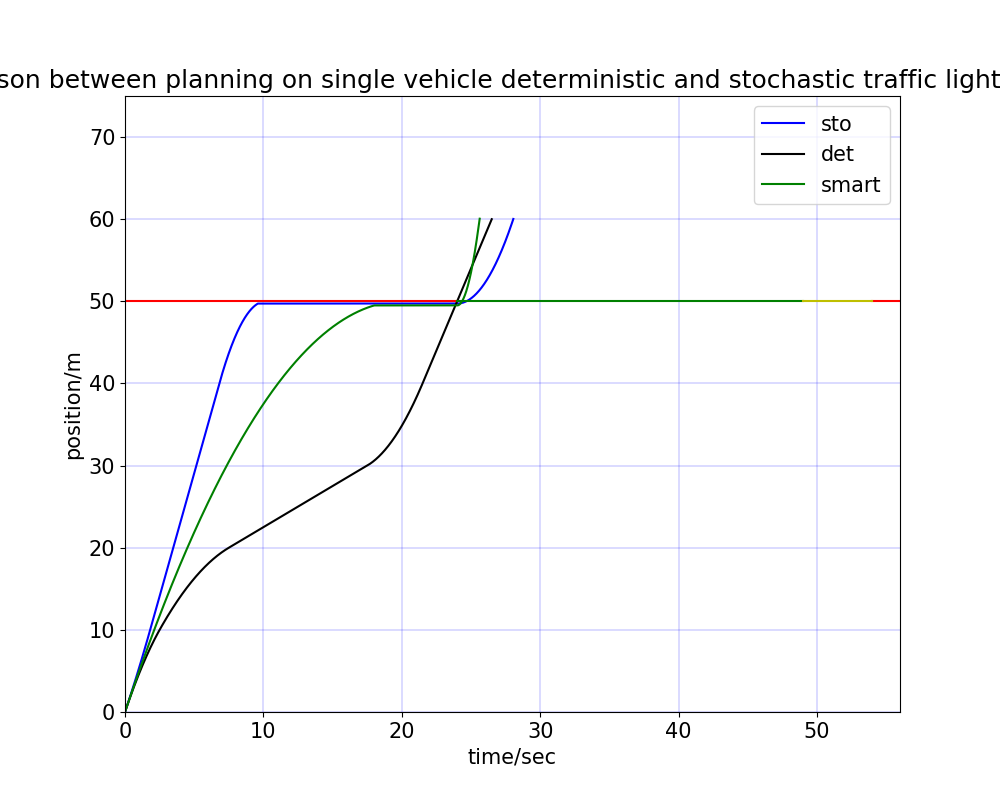 son between planning on single vehicle deterministic and stochastic traffic light
sto
det
smart
70
60
50
40
30
20
10
0
position/m
0 10 20 30 40 50
time/sec